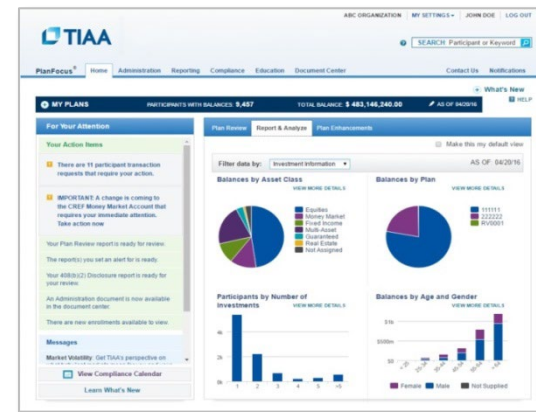 ABC ORGANIZATION MY SETTINGS JOHN DOE LOG OUT
TIAA
SEARCH Participant or Keyword
PlanFocus® Home Administration Reporting Compliance Education Document Center Contact Us Notifications
What's New
MY PLANS PARTICIPANTS WITH BALANCES: 9,457 TOTAL BALANCE: $ 483,146,240.00 AS OF 04/20/16 HELP
For Your Attention
Plan Review Report & Analyze Plan Enhancements
Your Action Items
Make this my default view
There are 11 participant transaction
requests that require your action.
Filter data by: Investment Information AS OF 04/20/16
IMPORTANT: A change is coming to
the CREF Money Market Account that
requires your immediate attention.
Take action now
Balances by Asset Class
VIEW MORE DETAILS
Equities
Money Market
Fixed Income
Multi-Asset
Guaranteed
Real Estate
Not Assigned
Balances by Plan
VIEW MORE DETAILS
111111
222222
RV0001
Your Plan Review report is ready for review.
The report(s) you set an alert for is ready.
Your 408(b)(2) Disclosure report is ready for
your review.
An Administration document is now available
in the document center.
There are new enrollments available to view.
Messages
Market Volatility: Get TIAA's perspective on
View Compliance Calendar
Learn What's New
Participants by Number of
Investments VIEW MORE DETAILS
4k
2k
0k
1 2 3 4 5 >5
Balances by Age and Gender
VIEW MORE DETAILS
$1b
$500m
$0
Female Male Not Supplied